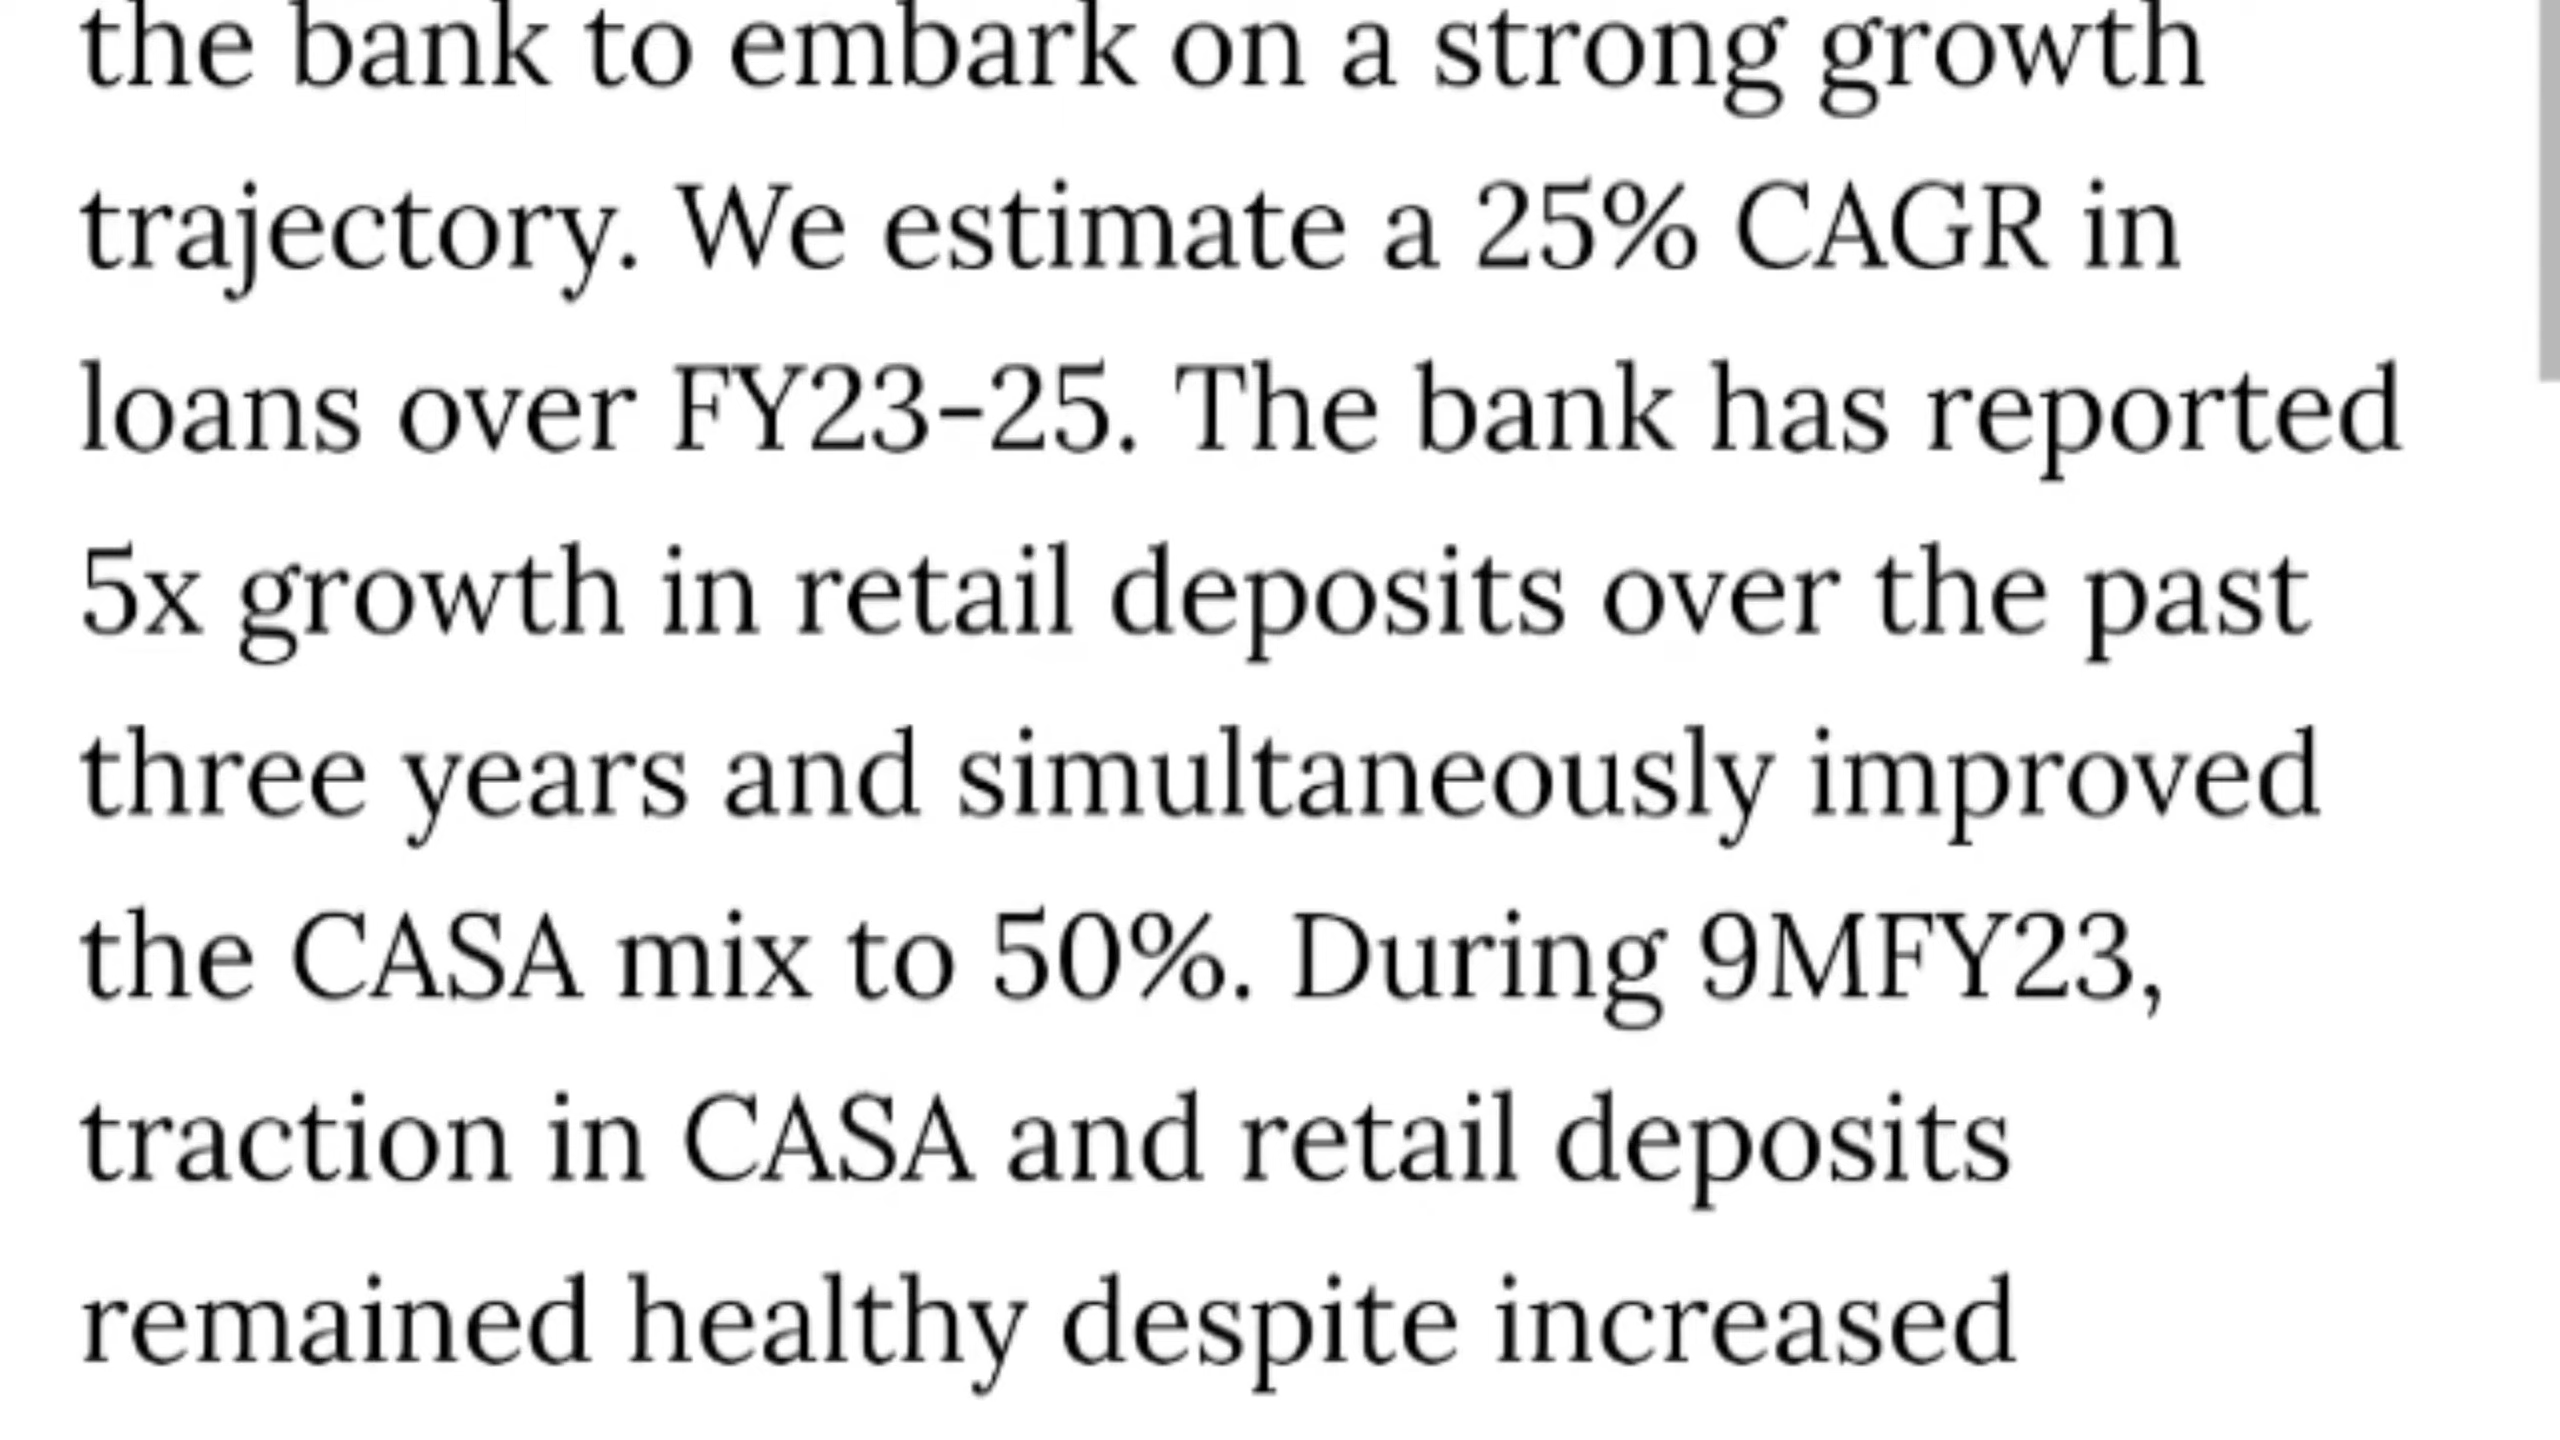 the bank to embark on a strong growth
trajectory. We estimate a 25% CAGR in
loans over FY23-25. The bank has reported
5x growth in retail deposits over the past
three years and simultaneously improved
the CASA mix to 50%. During 9MFY23,
traction in CASA and retail deposits
remained healthy despite increased